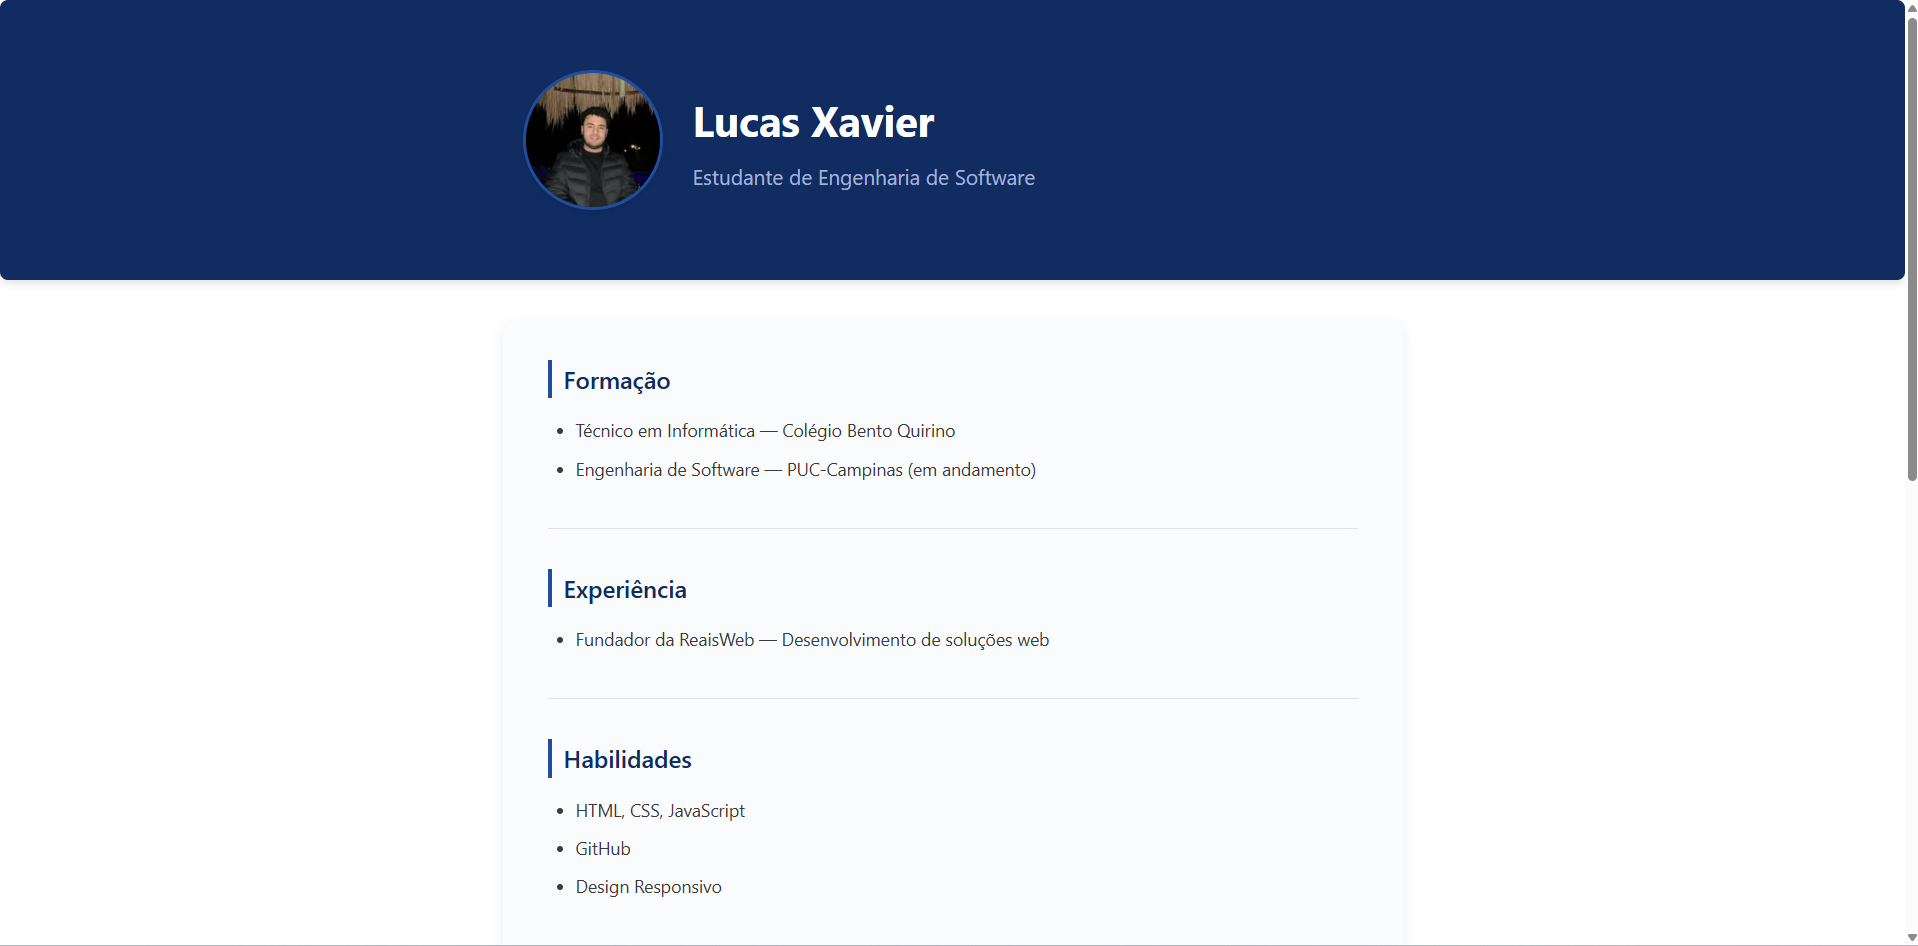 Lucas Xavier
Estudante de Engenharia de Software
Formação
Técnico em Informática — Colégio Bento Quirino
Engenharia de Software — PUC-Campinas (em andamento)
Experiência
Fundador da ReaisWeb — Desenvolvimento de soluções web
Habilidades
HTML, CSS, JavaScript
GitHub
Design Responsivo